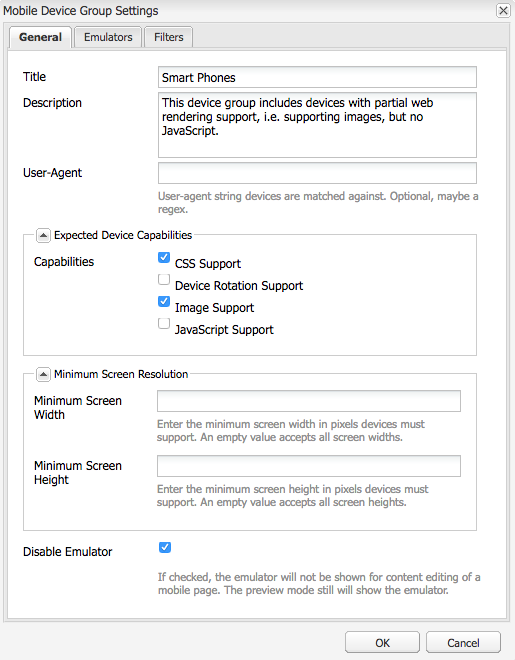 Mobile Device Group Settings
General Emulators Filters
Title Smart Phones
Description This device group includes devices with partial web
rendering support, i.e. supporting images, but no
JavaScript.
User-Agent
User-agent string devices are matched against. Optional, maybe a
regex.
Expected Device Capabilities
Capabilities CSS Support
Device Rotation Support
Image Support
JavaScript Support
Minimum Screen Resolution
Minimum Screen
Width
Enter the minimum screen width in pixels devices must
support. An empty value accepts all screen widths.
Minimum Screen
Height
Enter the minimum screen height in pixels devices must
support. An empty value accepts all screen heights.
Disable Emulator
If checked, the emulator will not be shown for content editing of a
mobile page. The preview mode still will show the emulator.
OK Cancel